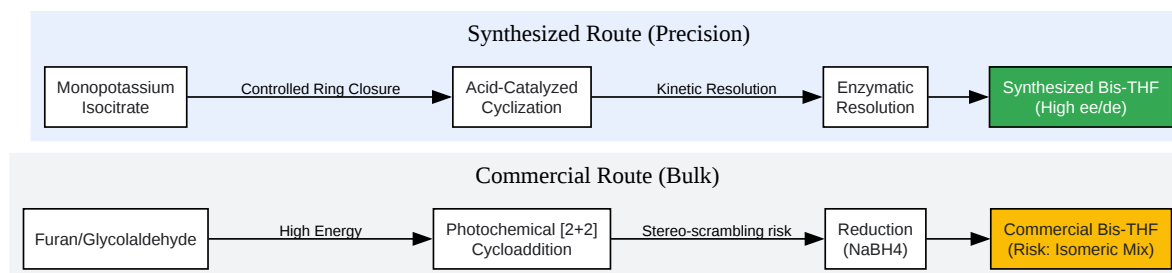 Synthesized Route (Precision)
Monopotassium
Isocitrate
Controlled Ring Closure
Acid-Catalyzed
Cyclization
Kinetic Resolution
Enzymatic
Resolution
Synthesized Bis-THF
(High ee/de)
Commercial Route (Bulk)
Furan/Glycolaldehyde
High Energy
Photochemical [2+2]
Cycloaddition
Stereo-scrambling risk
Reduction
(NaBH4)
Commercial Bis-THF
(Risk: Isomeric Mix)